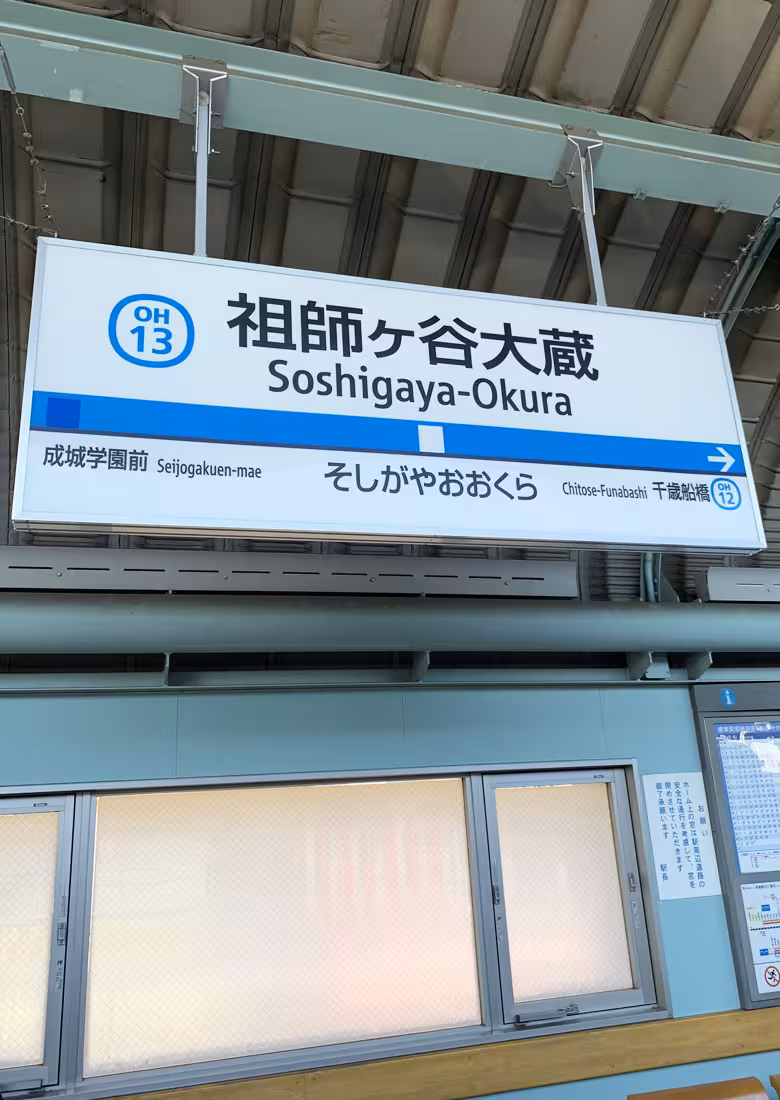 OH
13
祖師ヶ谷大蔵
Soshigaya-Okura
成城学園前 Seijogakuen-mae
そしがやおおくら
Chitose-Funabashi 千歳船橋
OH
12
お願い
ホーム上の窓は駅周辺道路の
安全な通行を考慮して、窓を
閉めさせていただきます
御了承願います 駅長